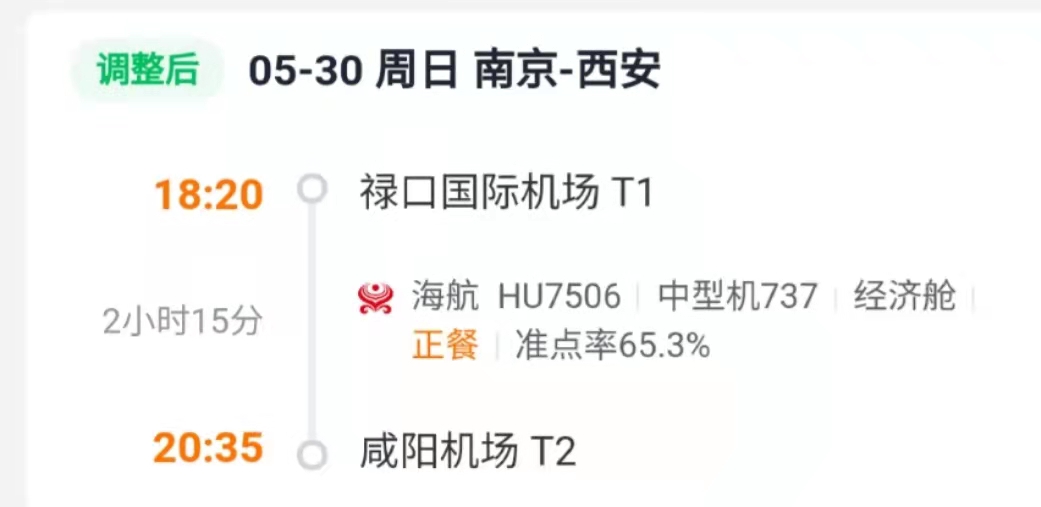 调整后 05-30 周日 南京-西安
18:20 禄口国际机场 T1
海航 HU7506 | 中型机737 | 经济舱 |
2小时15分
正餐 | 准点率65.3%
20:35 咸阳机场 T2